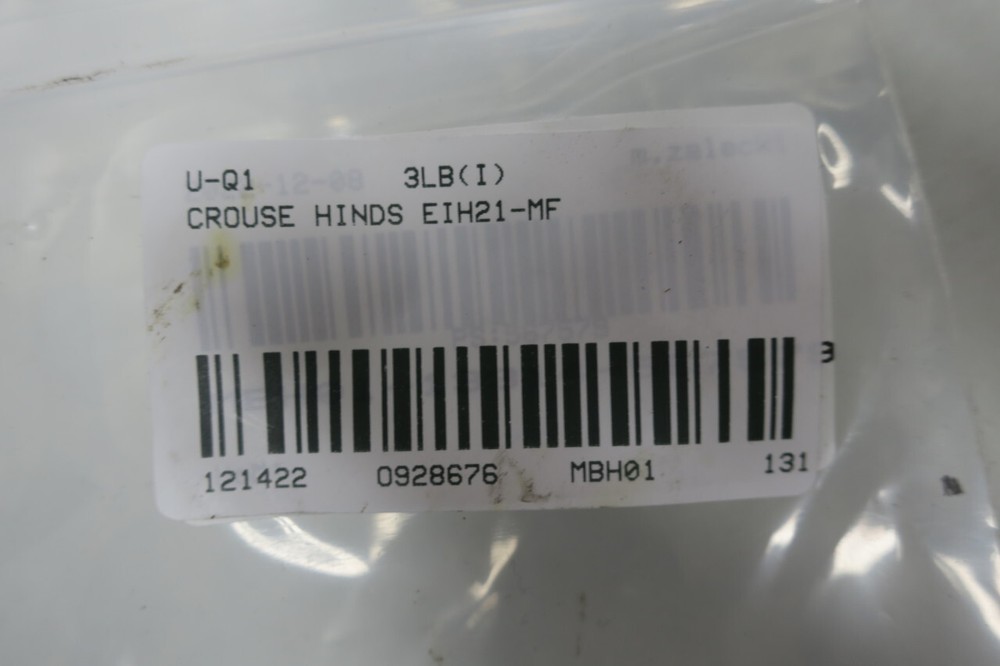 U-Q1 3LB(I)
CROUSE HINDS EIH21-MF
121422 0928676 MBH01 131